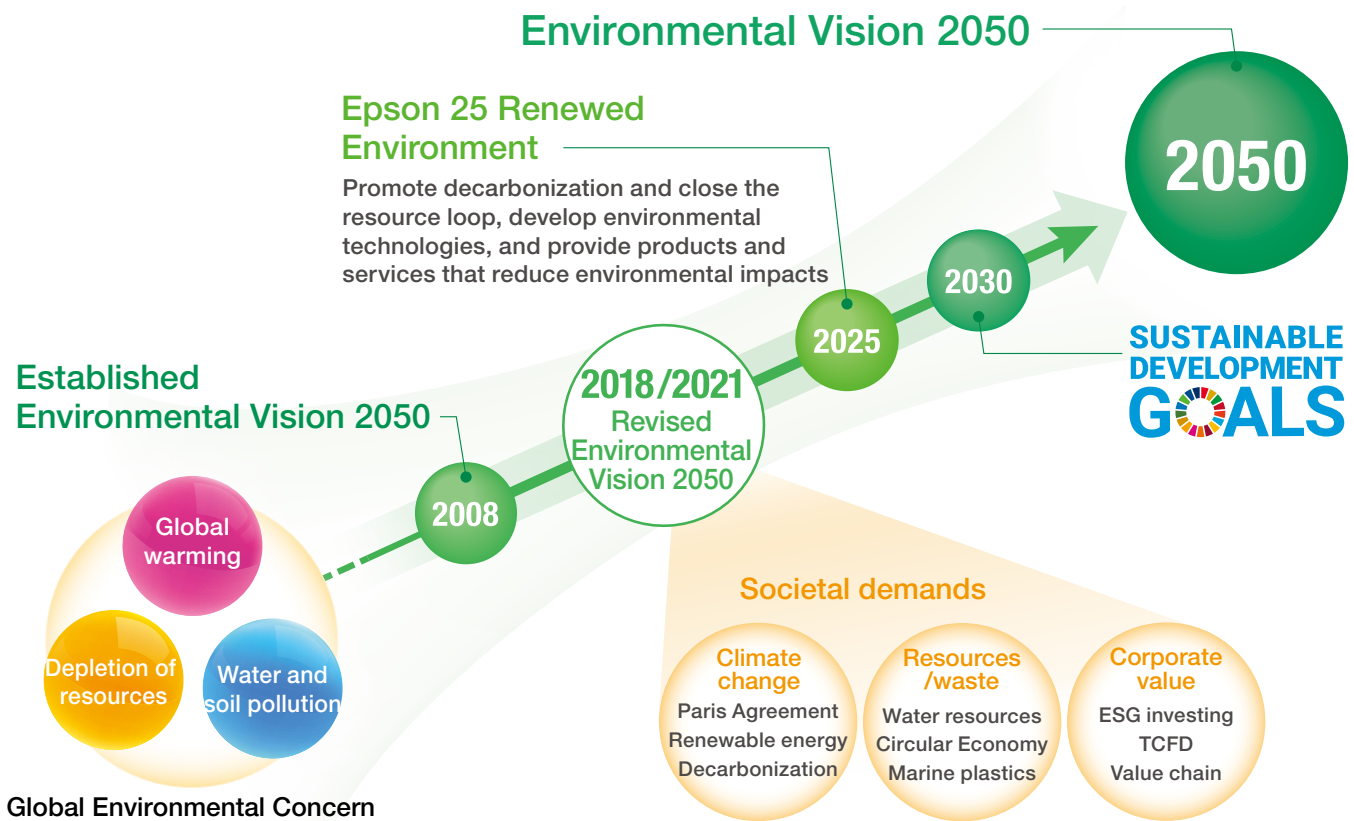 Environmental Vision 2050
2050
Epson 25 Renewed
Environment
Promote decarbonization and close the
resource loop, develop environmental
technologies, and provide products and
services that reduce environmental impacts
2030
2025
SUSTAINABLE
DEVELOPMENT
GOALS
Established
Environmental Vision 2050
2018/2021
Revised
Environmental
Vision 2050
2008
Global
warming
Depletion of
resources
Water and
soil pollution
Global Environmental Concern
Societal demands
Climate
change
Paris Agreement
Renewable energy
Decarbonization
Resources
/waste
Water resources
Circular Economy
Marine plastics
Corporate
value
ESG investing
TCFD
Value chain